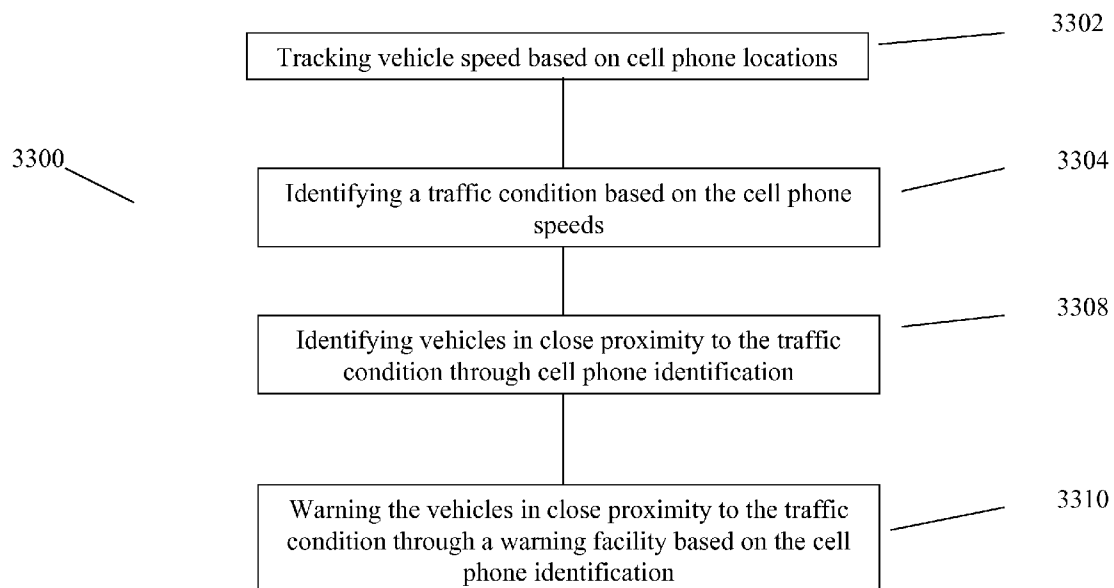 3302
Tracking vehicle speed based on cell phone locations
3300
3304
Identifying a traffic condition based on the cell phone
speeds
3308
Identifying vehicles in close proximity to the traffic
condition through cell phone identification
3310
Warning the vehicles in close proximity to the traffic
condition through a warning facility based on the cell
phone identification